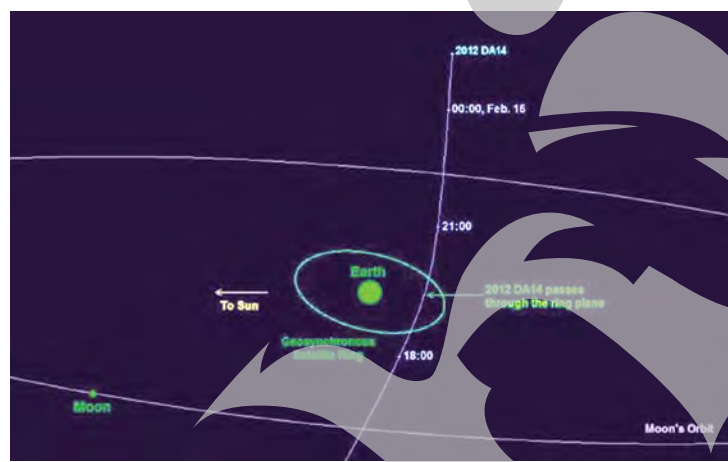 2012 DA14
00:00, Feb. 16
21:00
Earth
To Sun
2012 DA14 passes
through the ring plane
Geosynchronous
Satellite Ring
18:00
Moon
Moon's Orbit